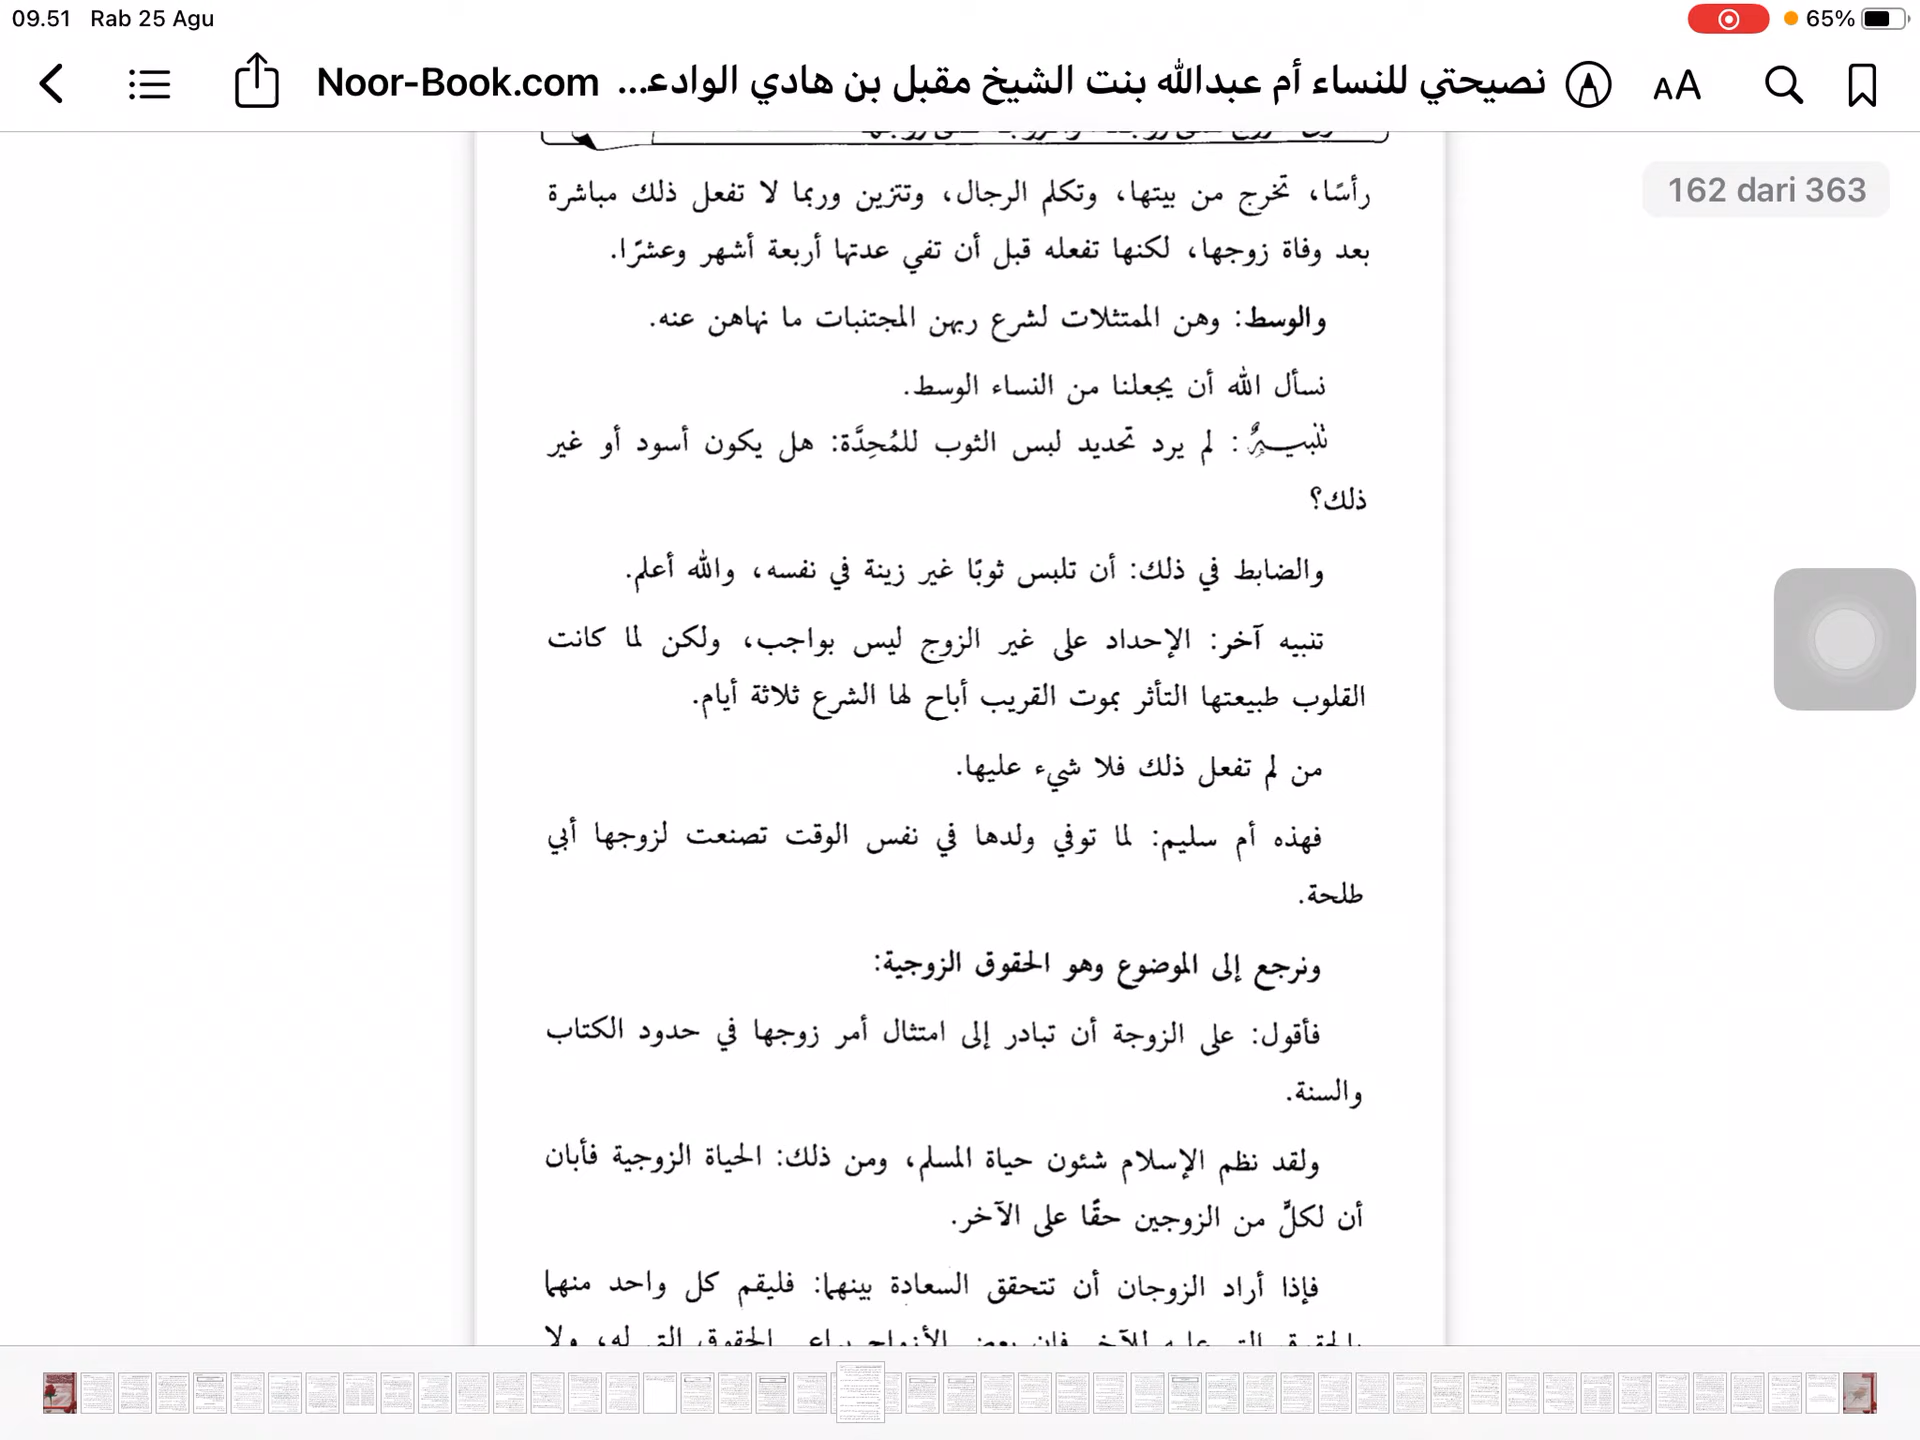 09.51 Rab 25 Agu
65%
نصيحتي للنساء أم عبدالله بنت الشيخ مقبل بن هادي الوادعـ... Noor-Book.com
AA
162 dari 363
رأسًا، تخرج من بيتها، وتكلم الرجال، وتتزين وربما لا تفعل ذلك مباشرة
بعد وفاة زوجها، لكنها تفعله قبل أن تفي عدتها أربعة أشهر وعشرًا.
والوسط: وهن الممتثلات لشرع ربهن المجتنبات ما نهاهن عنه.
نسأل الله أن يجعلنا من النساء الوسط.
تنبيه: لم يرد تحديد لبس الثوب للمُحِدَّة: هل يكون أسود أو غير
ذلك؟
والضابط في ذلك: أن تلبس ثوبًا غير زينة في نفسه، والله أعلم.
تنبيه آخر: الإحداد على غير الزوج ليس بواجب، ولكن لما كانت
القلوب طبيعتها التأثر بموت القريب أباح لها الشرع ثلاثة أيام.
من لم تفعل ذلك فلا شيء عليها.
فهذه أم سليم: لما توفي ولدها في نفس الوقت تصنعت لزوجها أبي
طلحة.
ونرجع إلى الموضوع وهو الحقوق الزوجية:
فأقول: على الزوجة أن تبادر إلى امتثال أمر زوجها في حدود الكتاب
والسنة.
ولقد نظم الإسلام شئون حياة المسلم، ومن ذلك: الحياة الزوجية فأبان
أن لكلٍّ من الزوجين حقًا على الآخر.
فإذا أراد الزوجان أن تتحقق السعادة بينهما: فليقم كل واحد منهما